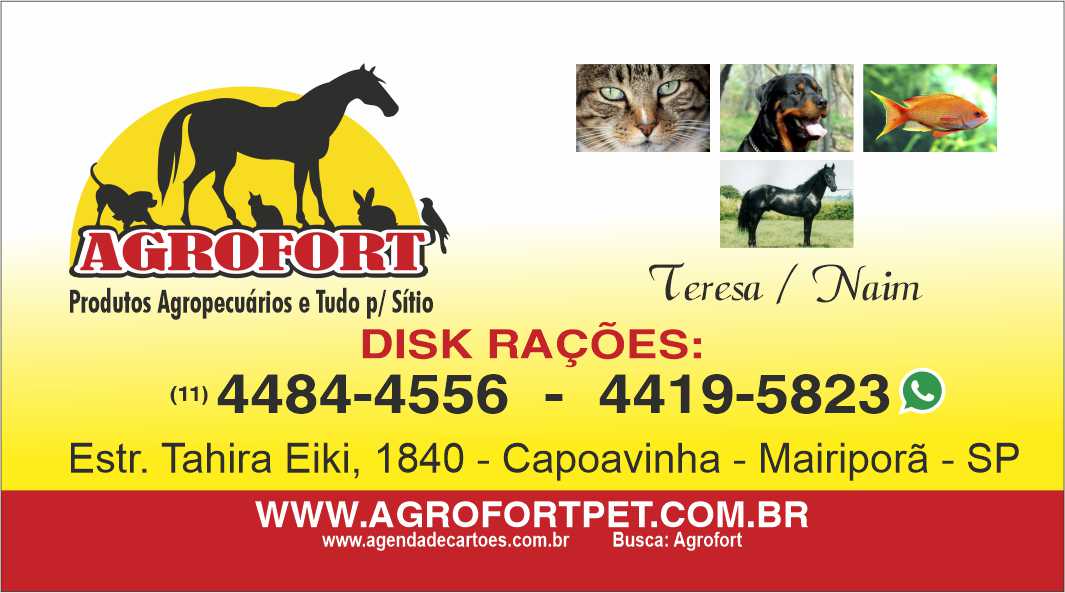 AGROFORT
Produtos Agropecuários e Tudo p/ Sítio
Teresa / Naim
DISK RAÇÕES:
(11) 4484-4556 - 4419-5823
Estr. Tahira Eiki, 1840 - Capoavinha - Mairiporã - SP
WWW.AGROFORTPET.COM.BR
www.agendadecartoes.com.br Busca: Agrofort